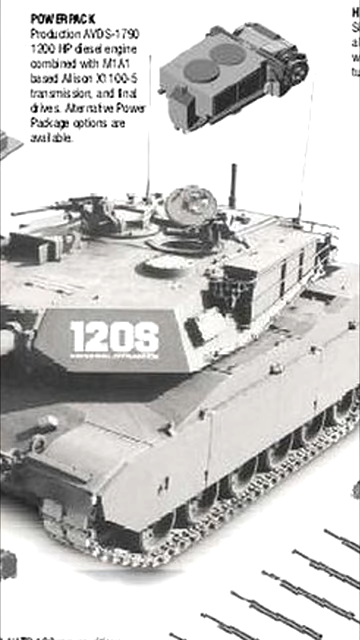 POWERPACK
Production AVDS-1790
1200 HP diesel engine
combined with M1A1
based Allison X1100-5
transmission, and final
drives. Alternative Power
Package options are
available.
120S